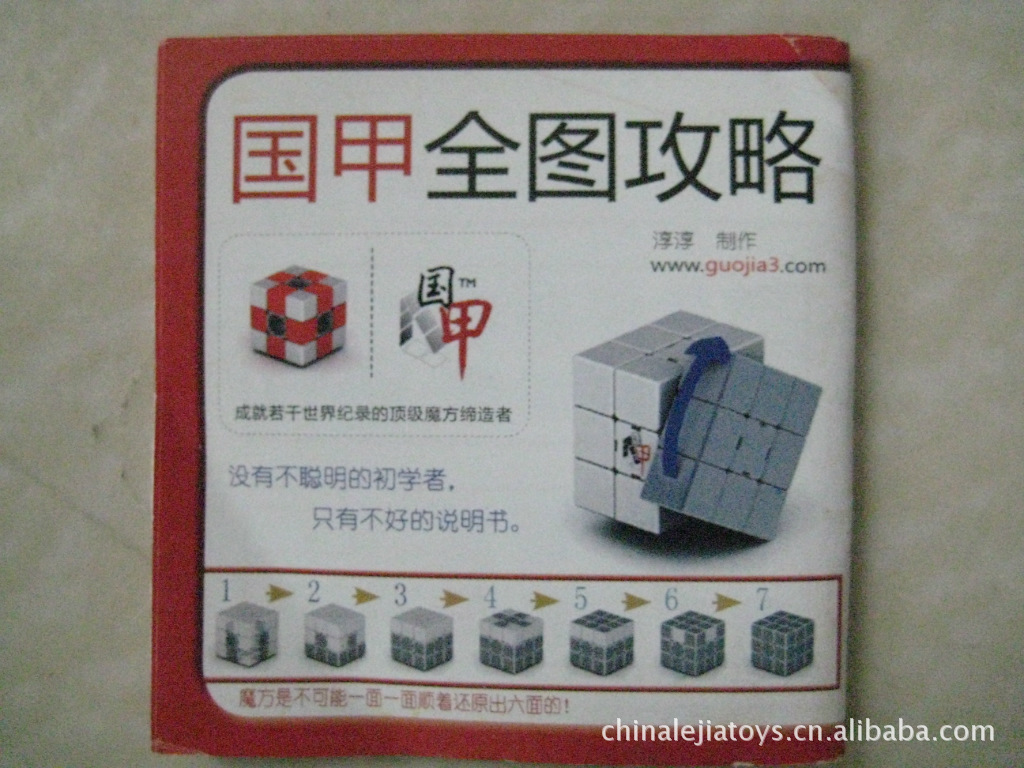 国甲全图攻略
淳淳 制作
www.guojia3.com
国甲™
成就若干世界纪录的顶级魔方缔造者
国甲
没有不聪明的初学者，
只有不好的说明书。
1 2 3 4 5 6 7
魔方是不可能一面一面顺着还原出六面的！
chinalejiatoys.cn.alibaba.com